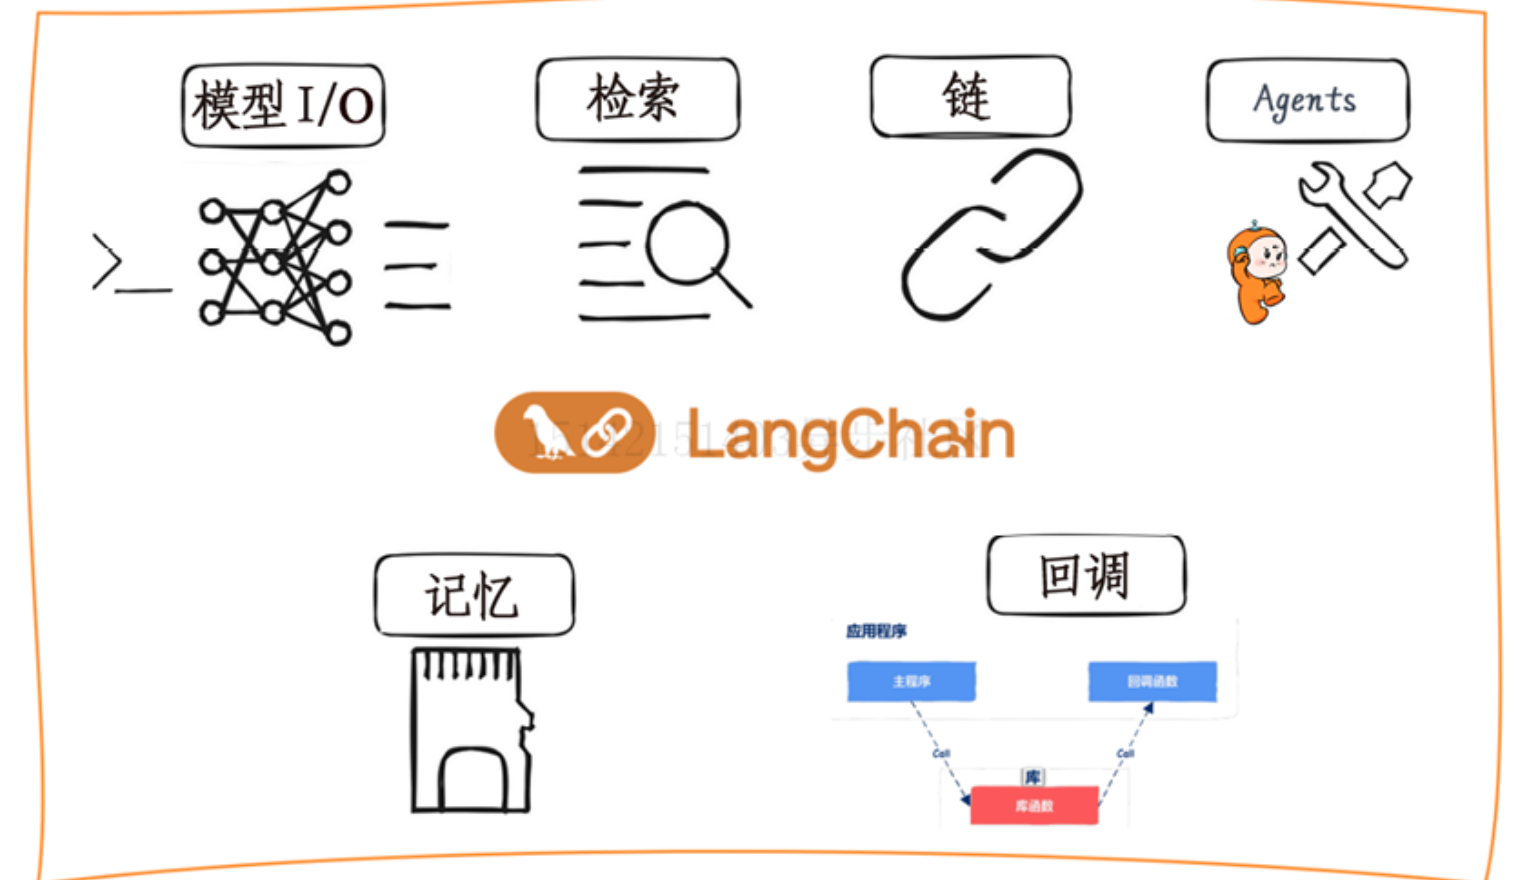 模型 I/O
检索
链
Agents
LangChain
记忆
回调
应用程序
主程序
回调函数
Call
Call
库
库函数